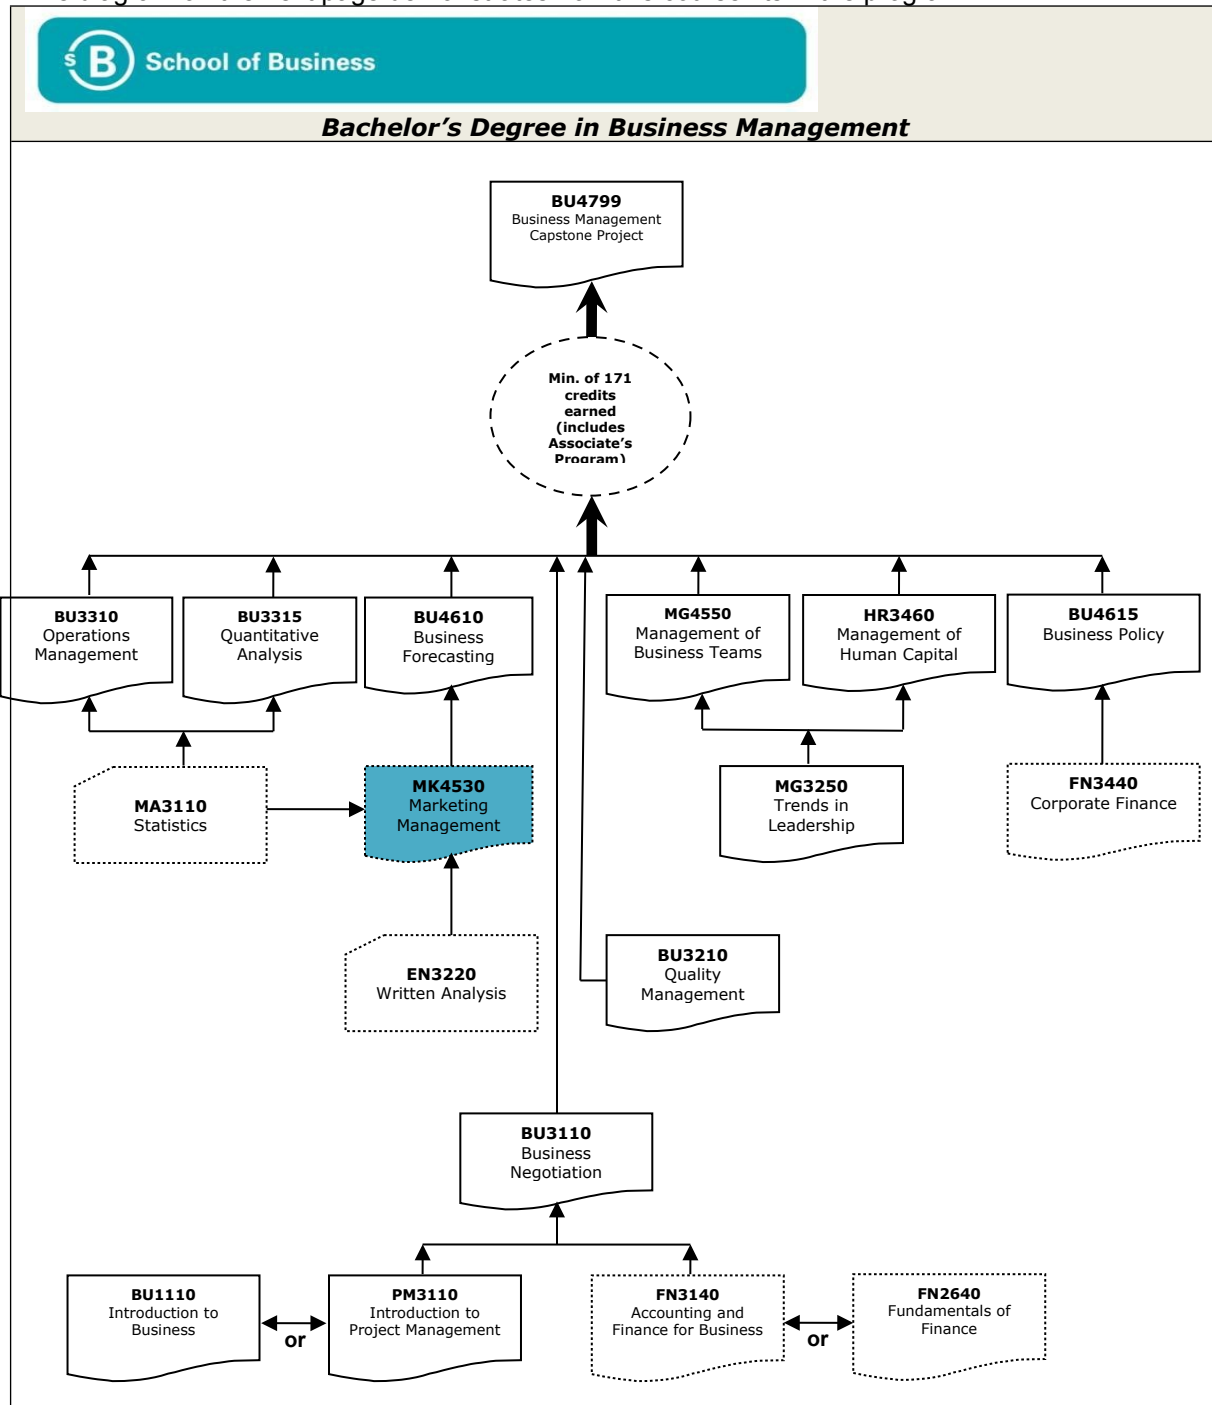 s B School of Business
Bachelor's Degree in Business Management
BU4799
Business Management
Capstone Project
Min. of 171
credits
earned
(includes
Associate's
Program)
BU3310
Operations
Management
BU3315
Quantitative
Analysis
BU4610
Business
Forecasting
MG4550
Management of
Business Teams
HR3460
Management of
Human Capital
BU4615
Business Policy
MA3110
Statistics
MK4530
Marketing
Management
MG3250
Trends in
Leadership
FN3440
Corporate Finance
EN3220
Written Analysis
BU3210
Quality
Management
BU3110
Business
Negotiation
BU1110
Introduction to
Business
or
PM3110
Introduction to
Project Management
FN3140
Accounting and
Finance for Business
or
FN2640
Fundamentals of
Finance